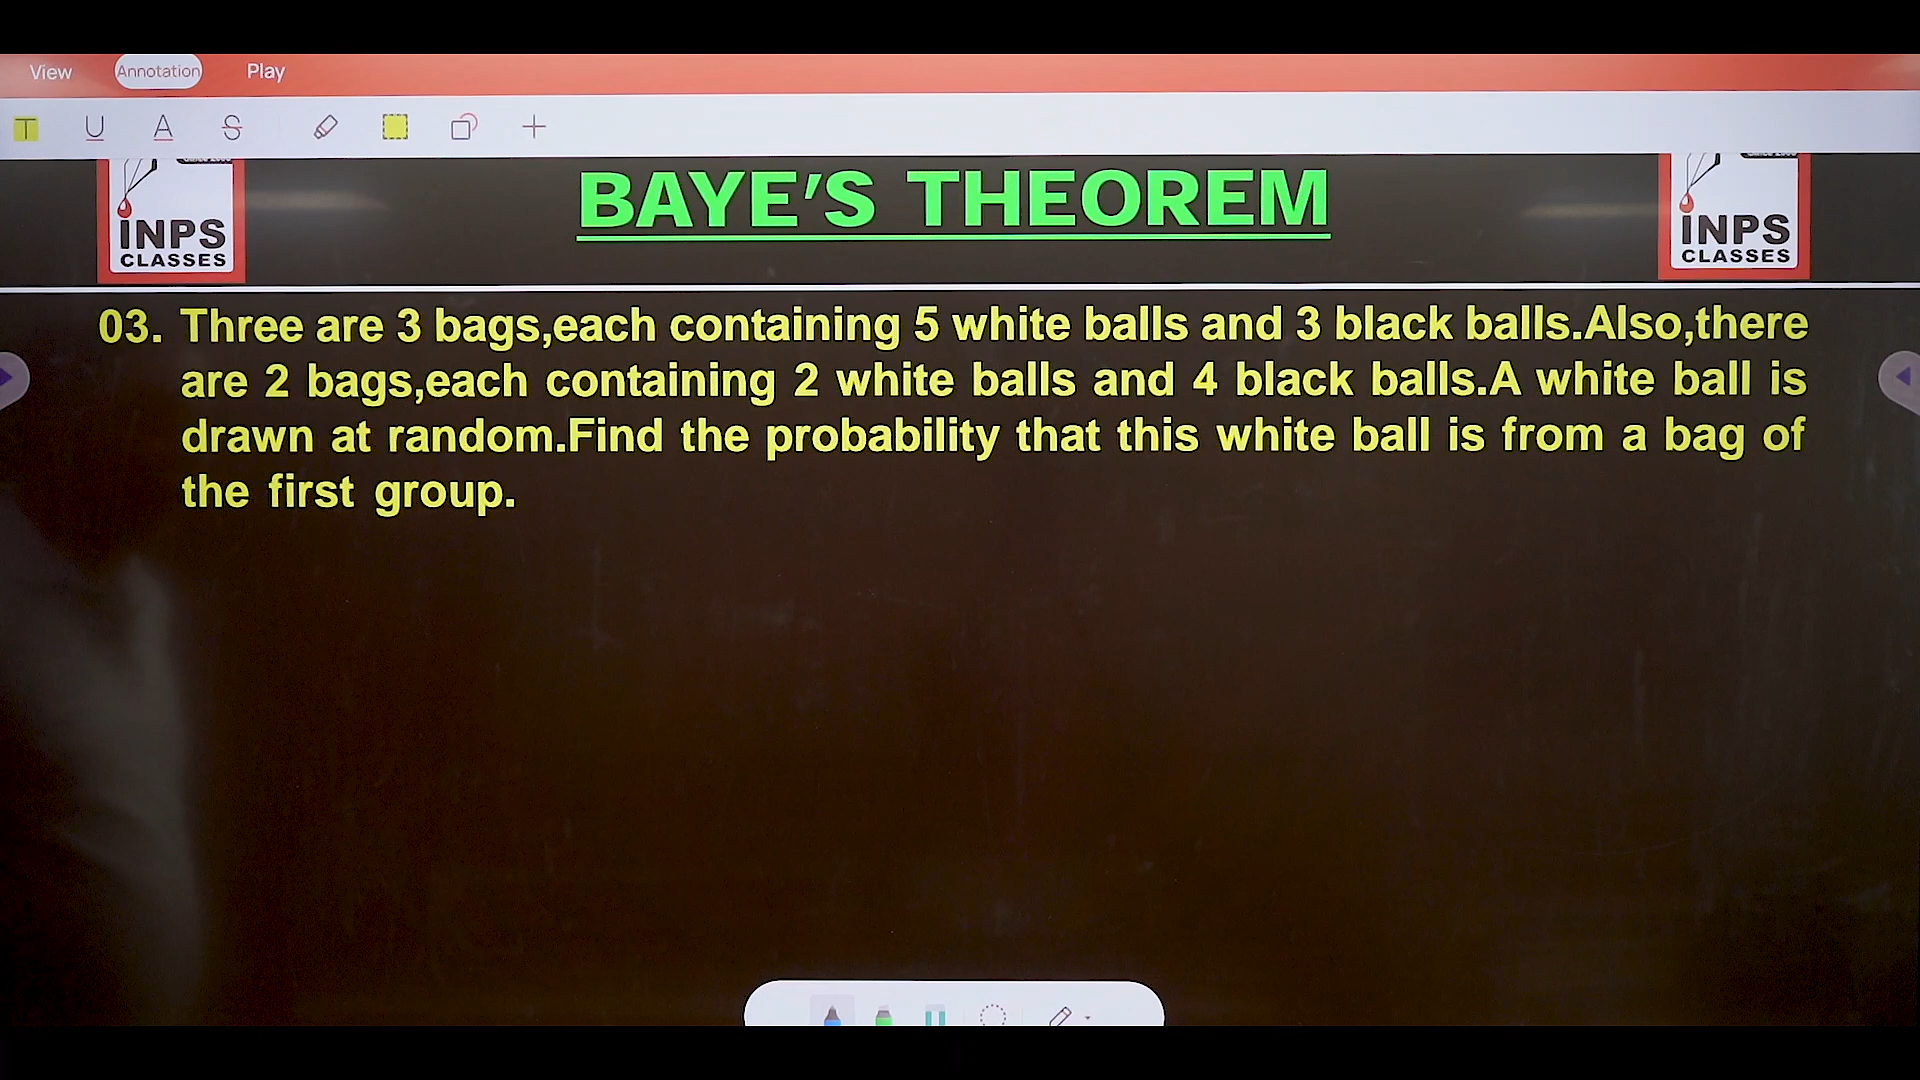 View Annotation Play
T U A S
BAYE'S THEOREM
INPS
CLASSES
INPS
CLASSES
03. Three are 3 bags,each containing 5 white balls and 3 black balls.Also,there
are 2 bags,each containing 2 white balls and 4 black balls.A white ball is
drawn at random.Find the probability that this white ball is from a bag of
the first group.